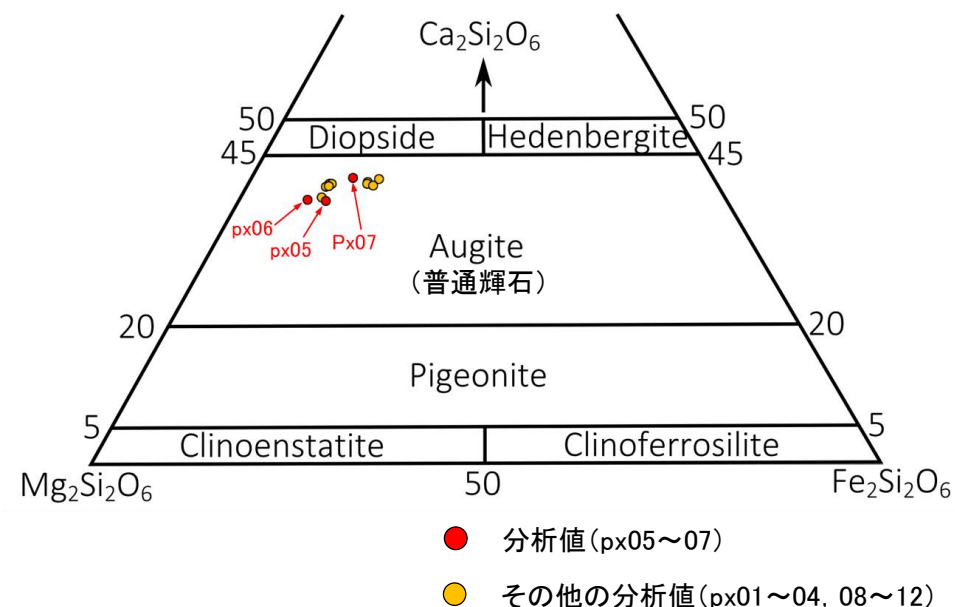 Ca₂Si₂O₆
50 50
Diopside Hedenbergite
45 45
px06
px05
Px07
Augite
（普通輝石）
20 20
Pigeonite
5 5
Clinoenstatite Clinoferrosilite
Mg₂Si₂O₆ 50 Fe₂Si₂O₆
分析値（px05～07）
その他の分析値（px01～04，08～12）